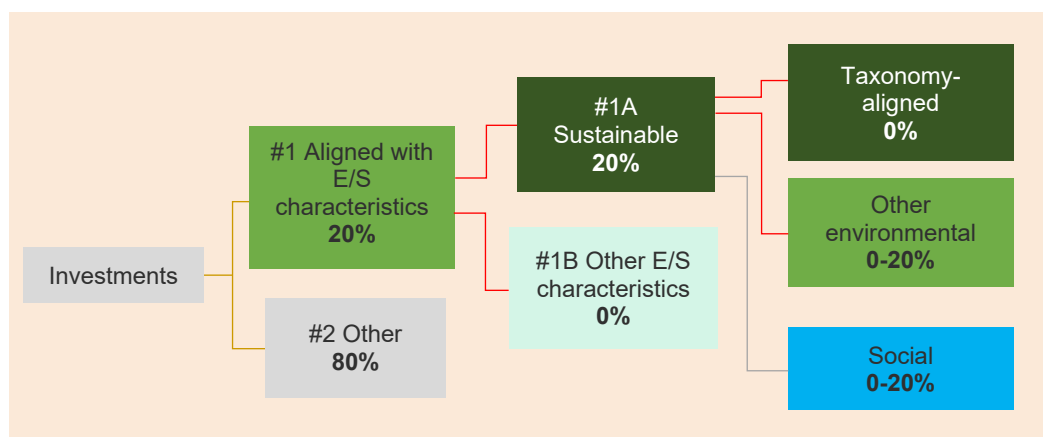 Investments
#1 Aligned with
E/S
characteristics
20%
#2 Other
80%
#1A
Sustainable
20%
#1B Other E/S
characteristics
0%
Taxonomy-
aligned
0%
Other
environmental
0-20%
Social
0-20%